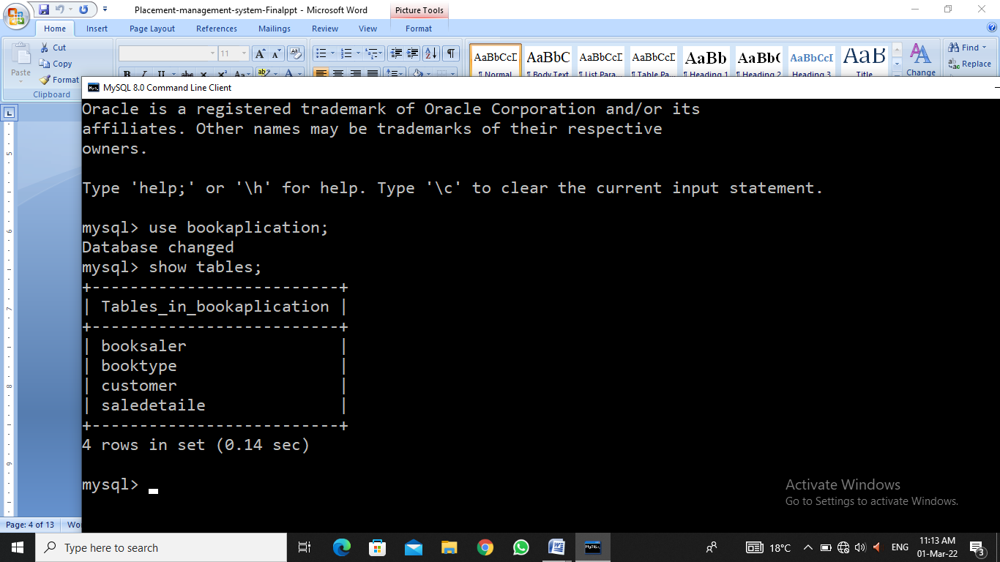 Placement-management-system-Finalppt - Microsoft Word
Picture Tools
Home Insert Page Layout References Mailings Review View Format
Cut
Copy
Format
Paste
Clipboard
11
AaBbCcI AaBbC AaBbCcI AaBbCcI AaBb AaBb( AaBbCcI AaB
¶ Normal ¶ Body Text ¶ List Para... ¶ Table Pa... ¶ Heading 1 ¶ Heading 2 Heading 3 Title
Change
Find
Replace
MySQL 8.0 Command Line Client
Oracle is a registered trademark of Oracle Corporation and/or its
affiliates. Other names may be trademarks of their respective
owners.
Type 'help;' or '\h' for help. Type '\c' to clear the current input statement.
mysql> use bookaplication;
Database changed
mysql> show tables;
+--------------------------+
| Tables_in_bookaplication |
+--------------------------+
| booksaler |
| booktype |
| customer |
| saledetaile |
+--------------------------+
4 rows in set (0.14 sec)
mysql>
Activate Windows
Go to Settings to activate Windows.
5
6
7
8
9
Page: 4 of 13 Wo
Type here to search
18°C
ENG
11:13 AM
01-Mar-22
3